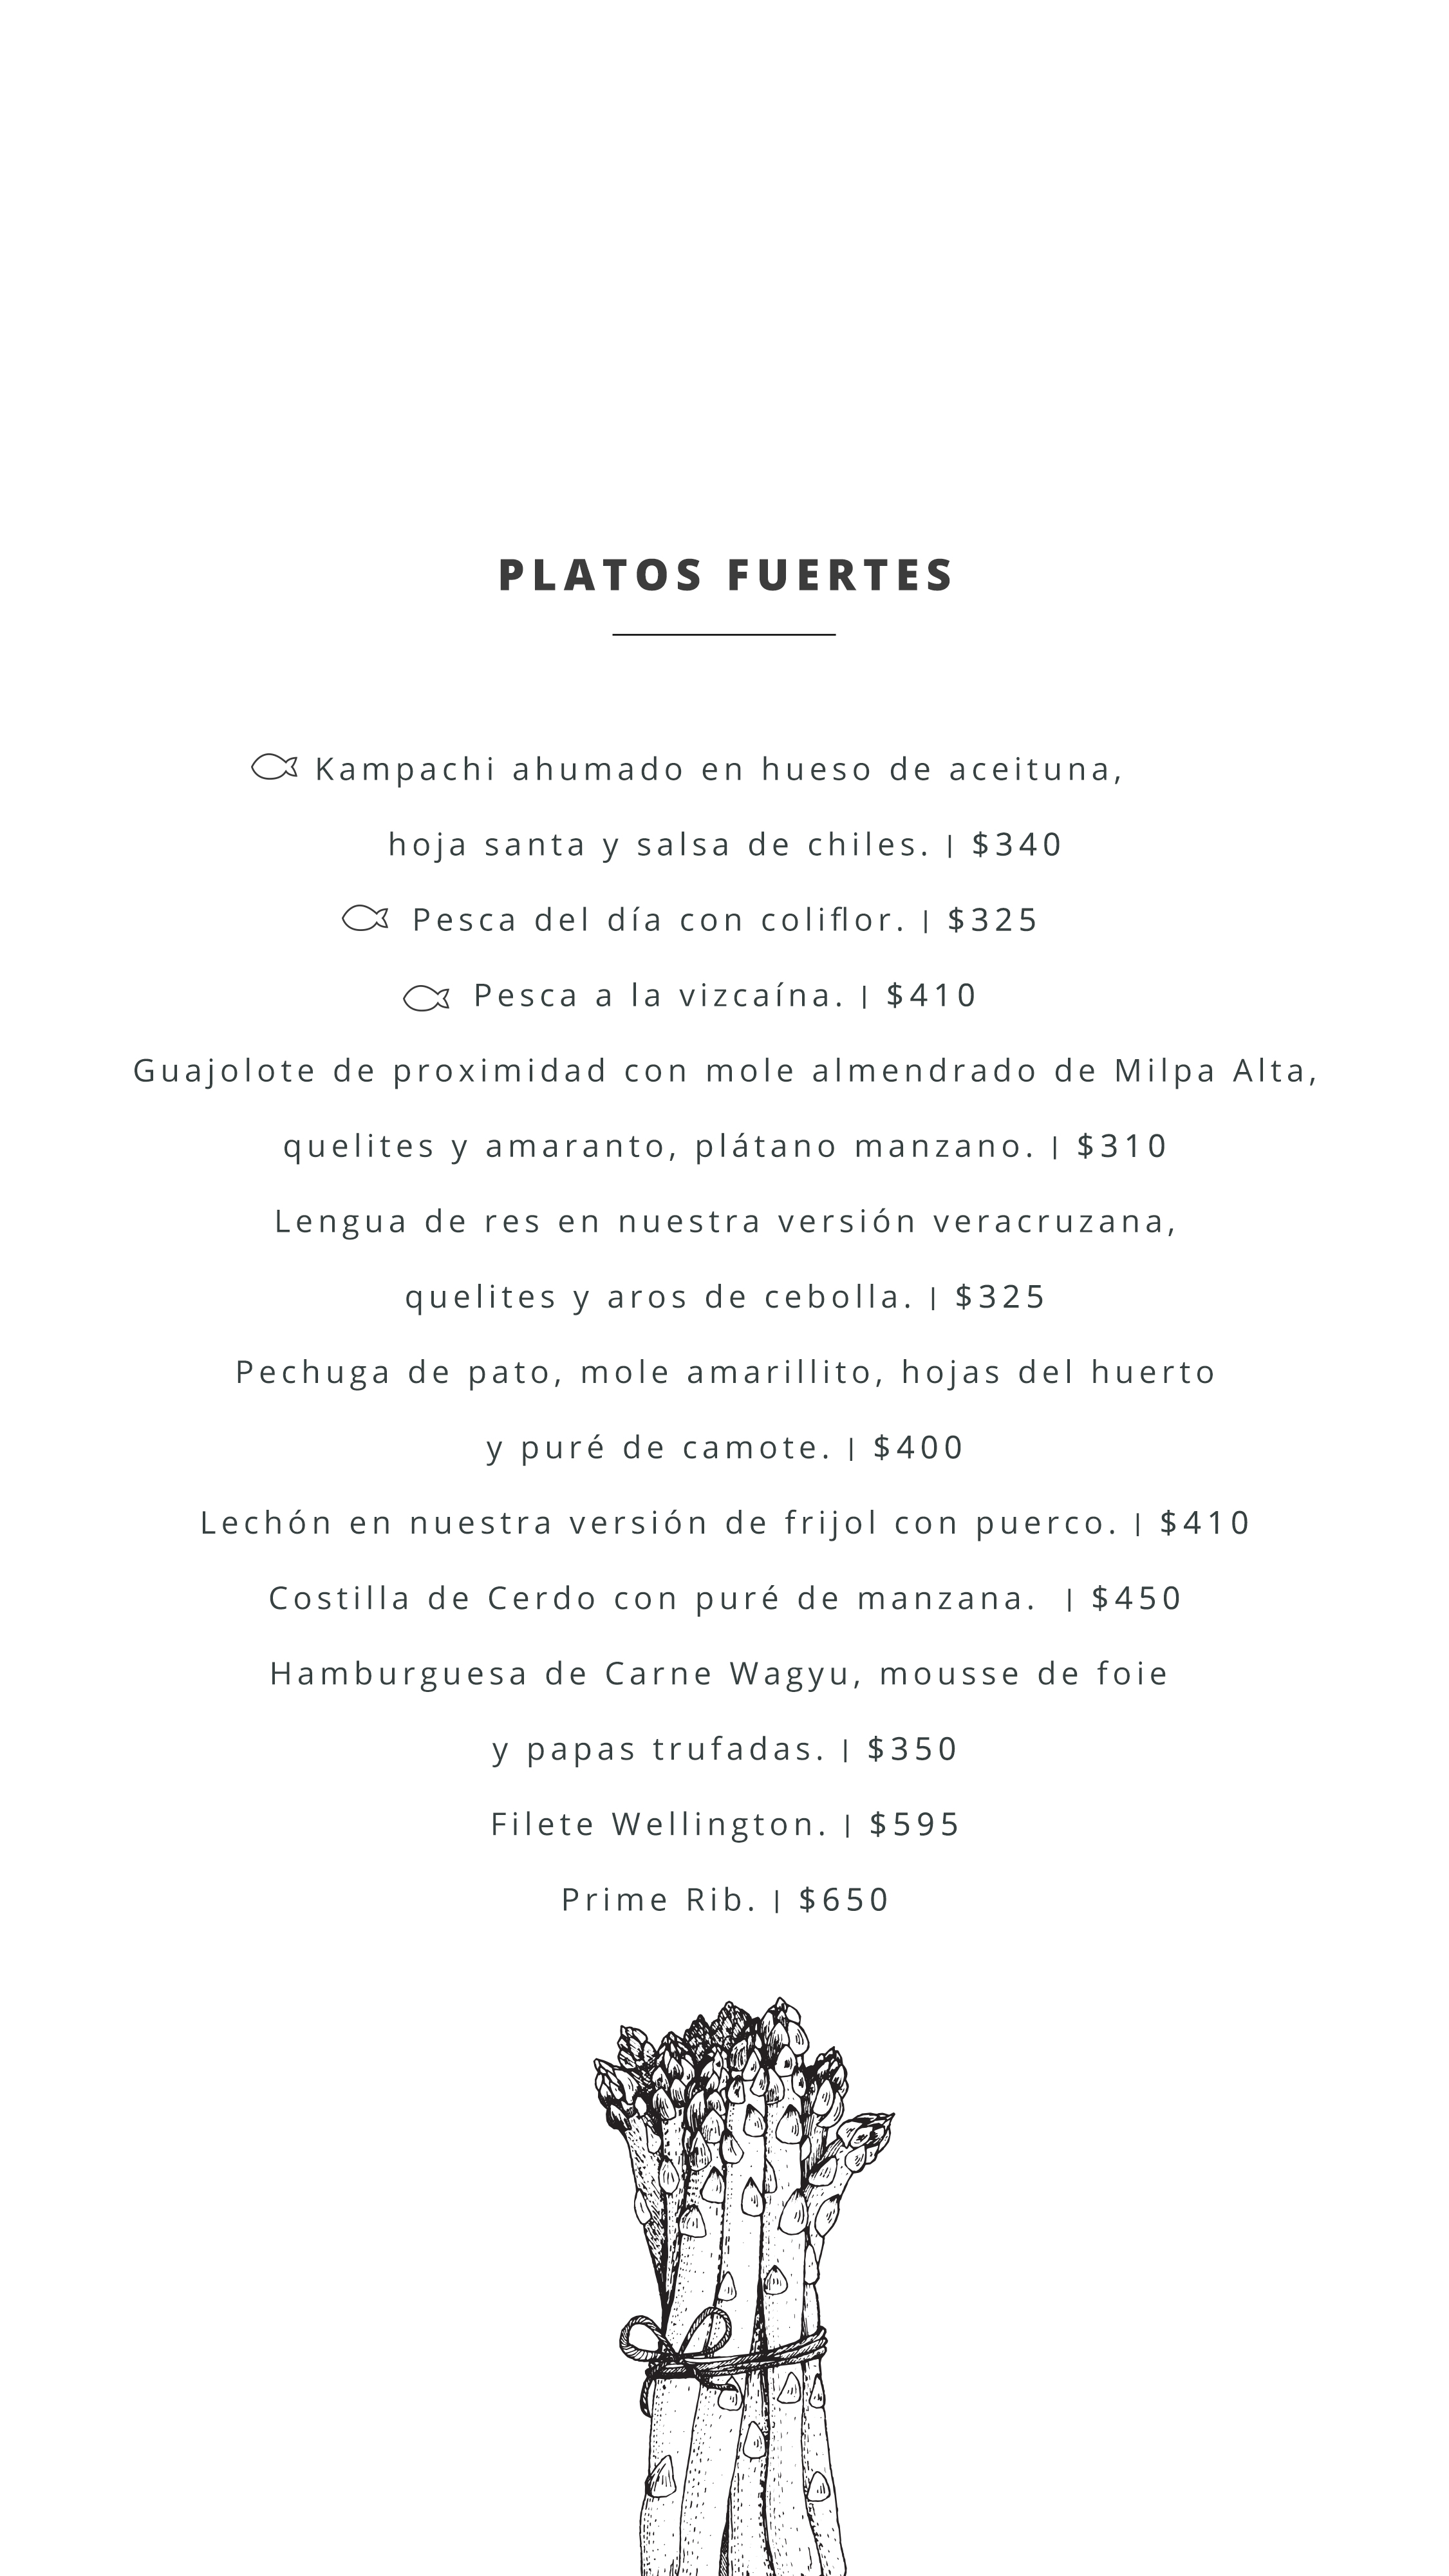 PLATOS FUERTES
Kampachi ahumado en hueso de aceituna,
hoja santa y salsa de chiles. | $340
Pesca del día con coliflor. | $325
Pesca a la vizcaína. | $410
Guajolote de proximidad con mole almendrado de Milpa Alta,
quelites y amaranto, plátano manzano. | $310
Lengua de res en nuestra versión veracruzana,
quelites y aros de cebolla. | $325
Pechuga de pato, mole amarillito, hojas del huerto
y puré de camote. | $400
Lechón en nuestra versión de frijol con puerco. | $410
Costilla de Cerdo con puré de manzana. | $450
Hamburguesa de Carne Wagyu, mousse de foie
y papas trufadas. | $350
Filete Wellington. | $595
Prime Rib. | $650